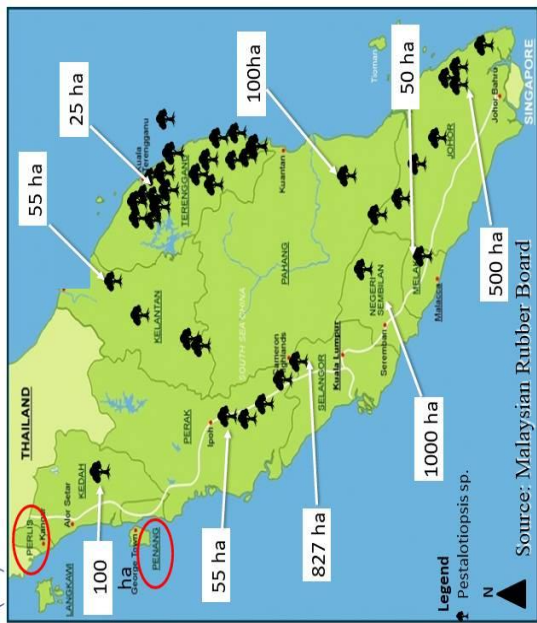 THAILAND
PERLIS
Kangar
LANGKAWI
Alor Setar
KEDAH
100
ha
George Town
PENANG
PERAK
Ipoh
55 ha
KELANTAN
55 ha
25 ha
Kuala
Terengganu
TERENGGANU
SOUTH SEA CHINA
Cameron
Highlands
PAHANG
Kuantan
100ha
Tioman
827 ha
SELANGOR
Kuala Lumpur
NEGERI
SEMBILAN
Seremban
1000 ha
MELAKA
Malacca
50 ha
JOHOR
Johor Bahru
SINGAPORE
500 ha
Legend
Pestalotiopsis sp.
N
Source: Malaysian Rubber Board